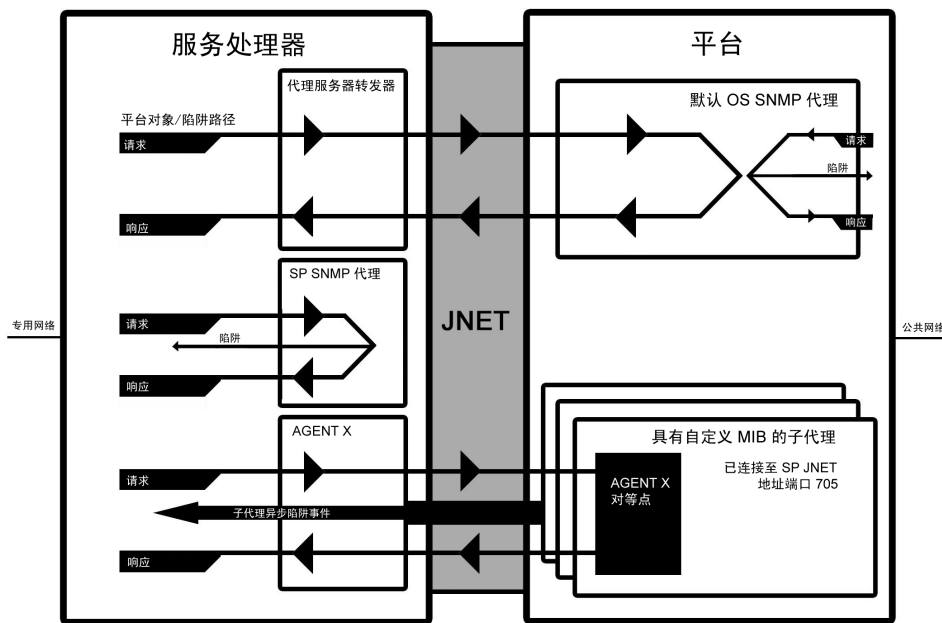 服务处理器
平台
代理服务器转发器
默认 OS SNMP 代理
平台对象/陷阱路径
请求
请求
陷阱
响应
响应
SP SNMP 代理
请求
陷阱
响应
JNET
专用网络
公共网络
AGENT X
请求
子代理异步陷阱事件
响应
具有自定义 MIB 的子代理
已连接至 SP JNET
地址端口 705
AGENT X
对等点